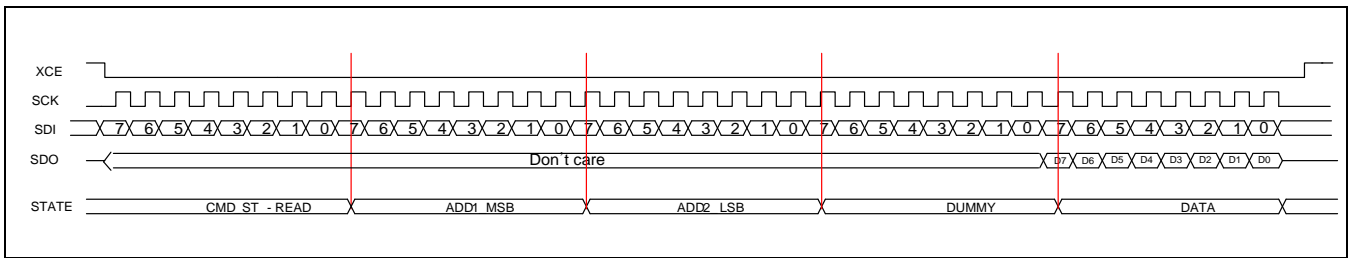 XCE
SCK
SDI 7 6 5 4 3 2 1 0 7 6 5 4 3 2 1 0 7 6 5 4 3 2 1 0 7 6 5 4 3 2 1 0 7 6 5 4 3 2 1 0
SDO Don't care D7 D6 D5 D4 D3 D2 D1 D0
STATE CMD ST - READ ADD1 MSB ADD2 LSB DUMMY DATA